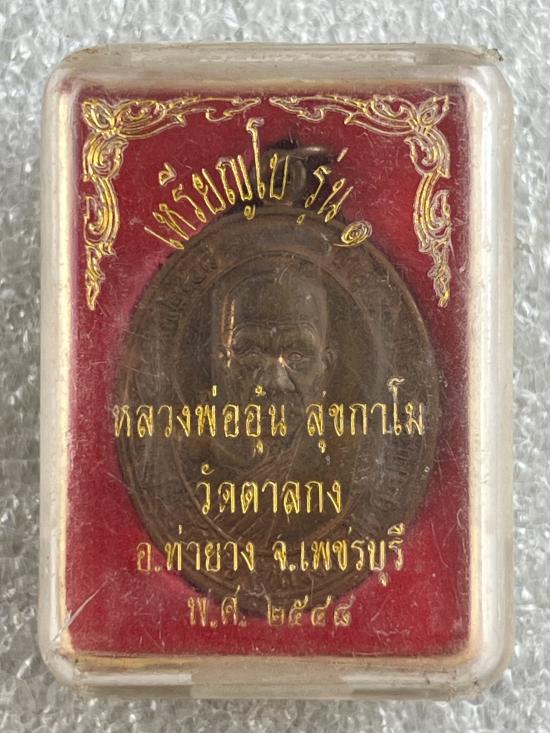 เหรียญโบ รุ่น ๑
หลวงพ่ออุ้น สุขกาโม
วัดตาลกง
อ.ท่ายาง จ.เพชรบุรี
พ.ศ. ๒๕๔๘